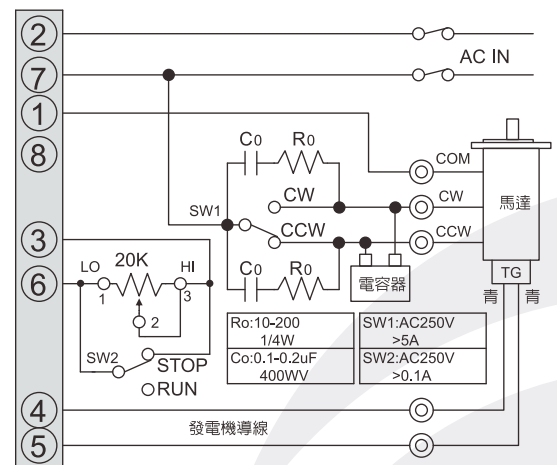 2
AC IN
7
1
8
C0 R0
COM
CW
CW
SW1
CCW
CCW
馬達
3
C0 R0
電容器
TG
青 青
6
LO 20K HI
1 3
2
SW2
STOP
RUN
Ro:10-200
1/4W
Co:0.1-0.2uF
400WV
SW1:AC250V
>5A
SW2:AC250V
>0.1A
4
發電機導線
5